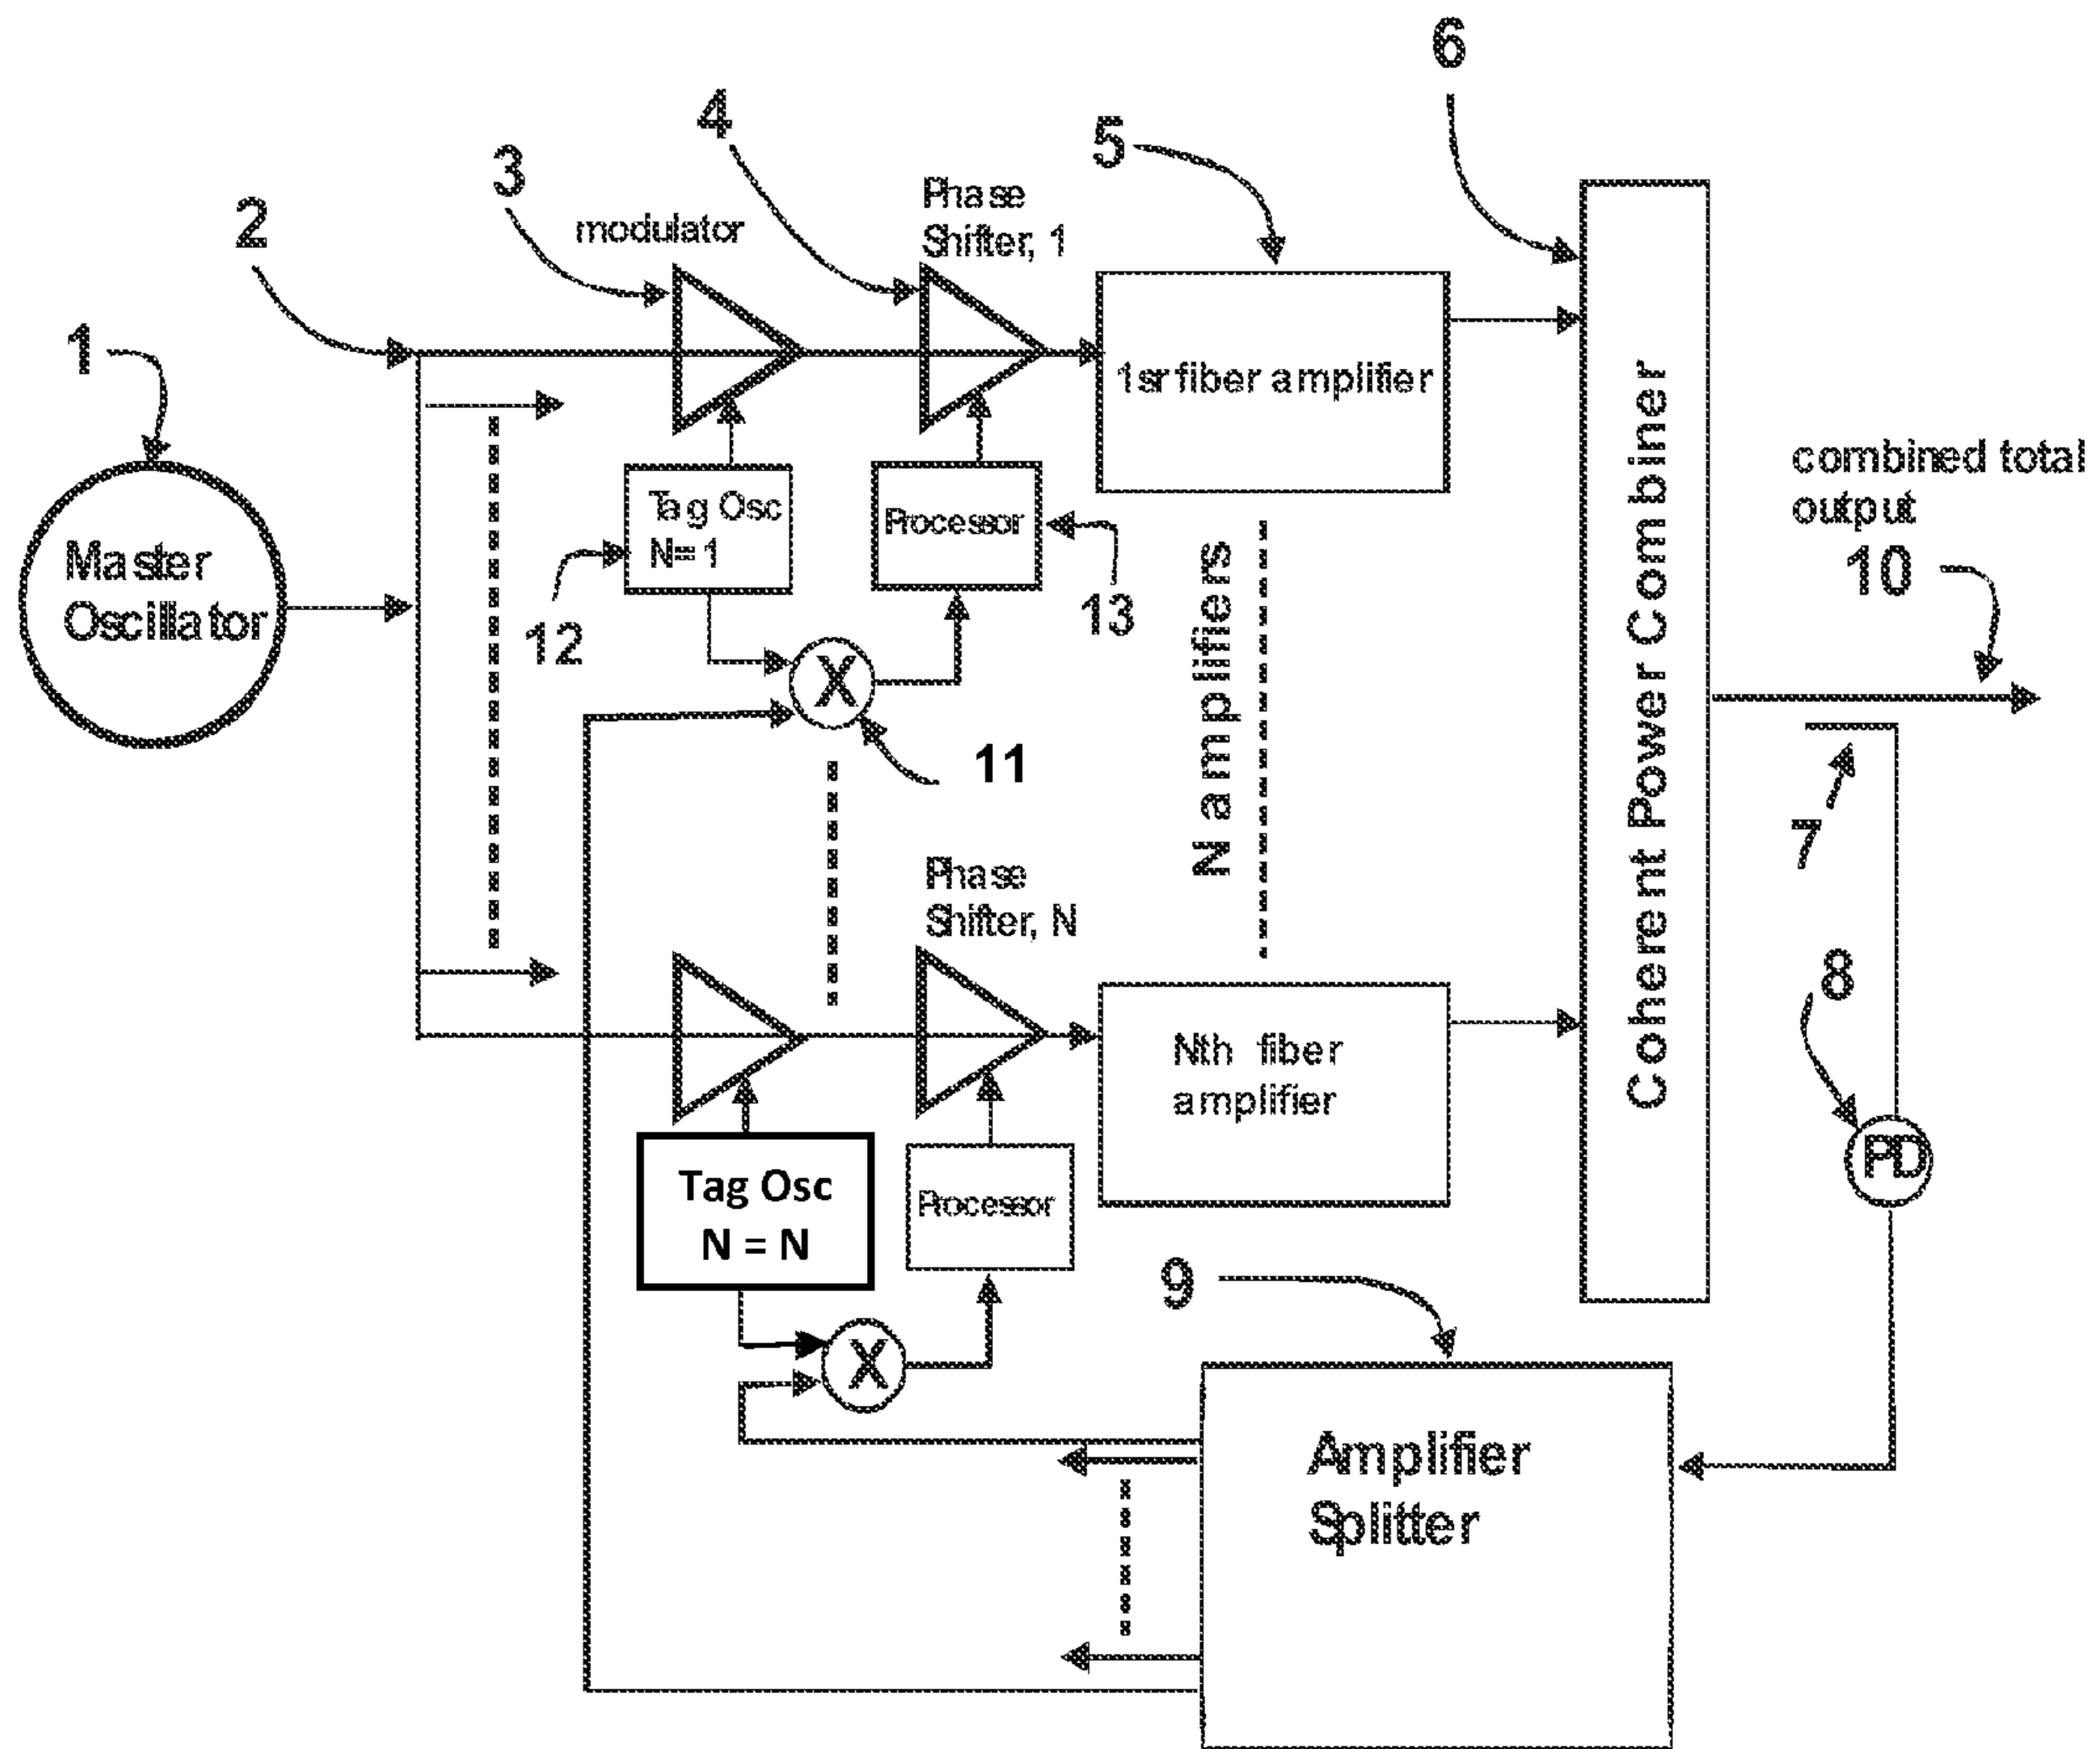 6
4
5
3
Phase
Shifter, 1
2
modulator
1
1sr fiber amplifier
Coherent Power Combiner
combined total
output
10
Tag Osc
N=1
Processor
Master
Oscillator
12
13
N amplifiers
X
11
7
Phase
Shifter, N
8
Nth fiber
amplifier
PD
Tag Osc
N = N
Processor
9
X
Amplifier
Splitter